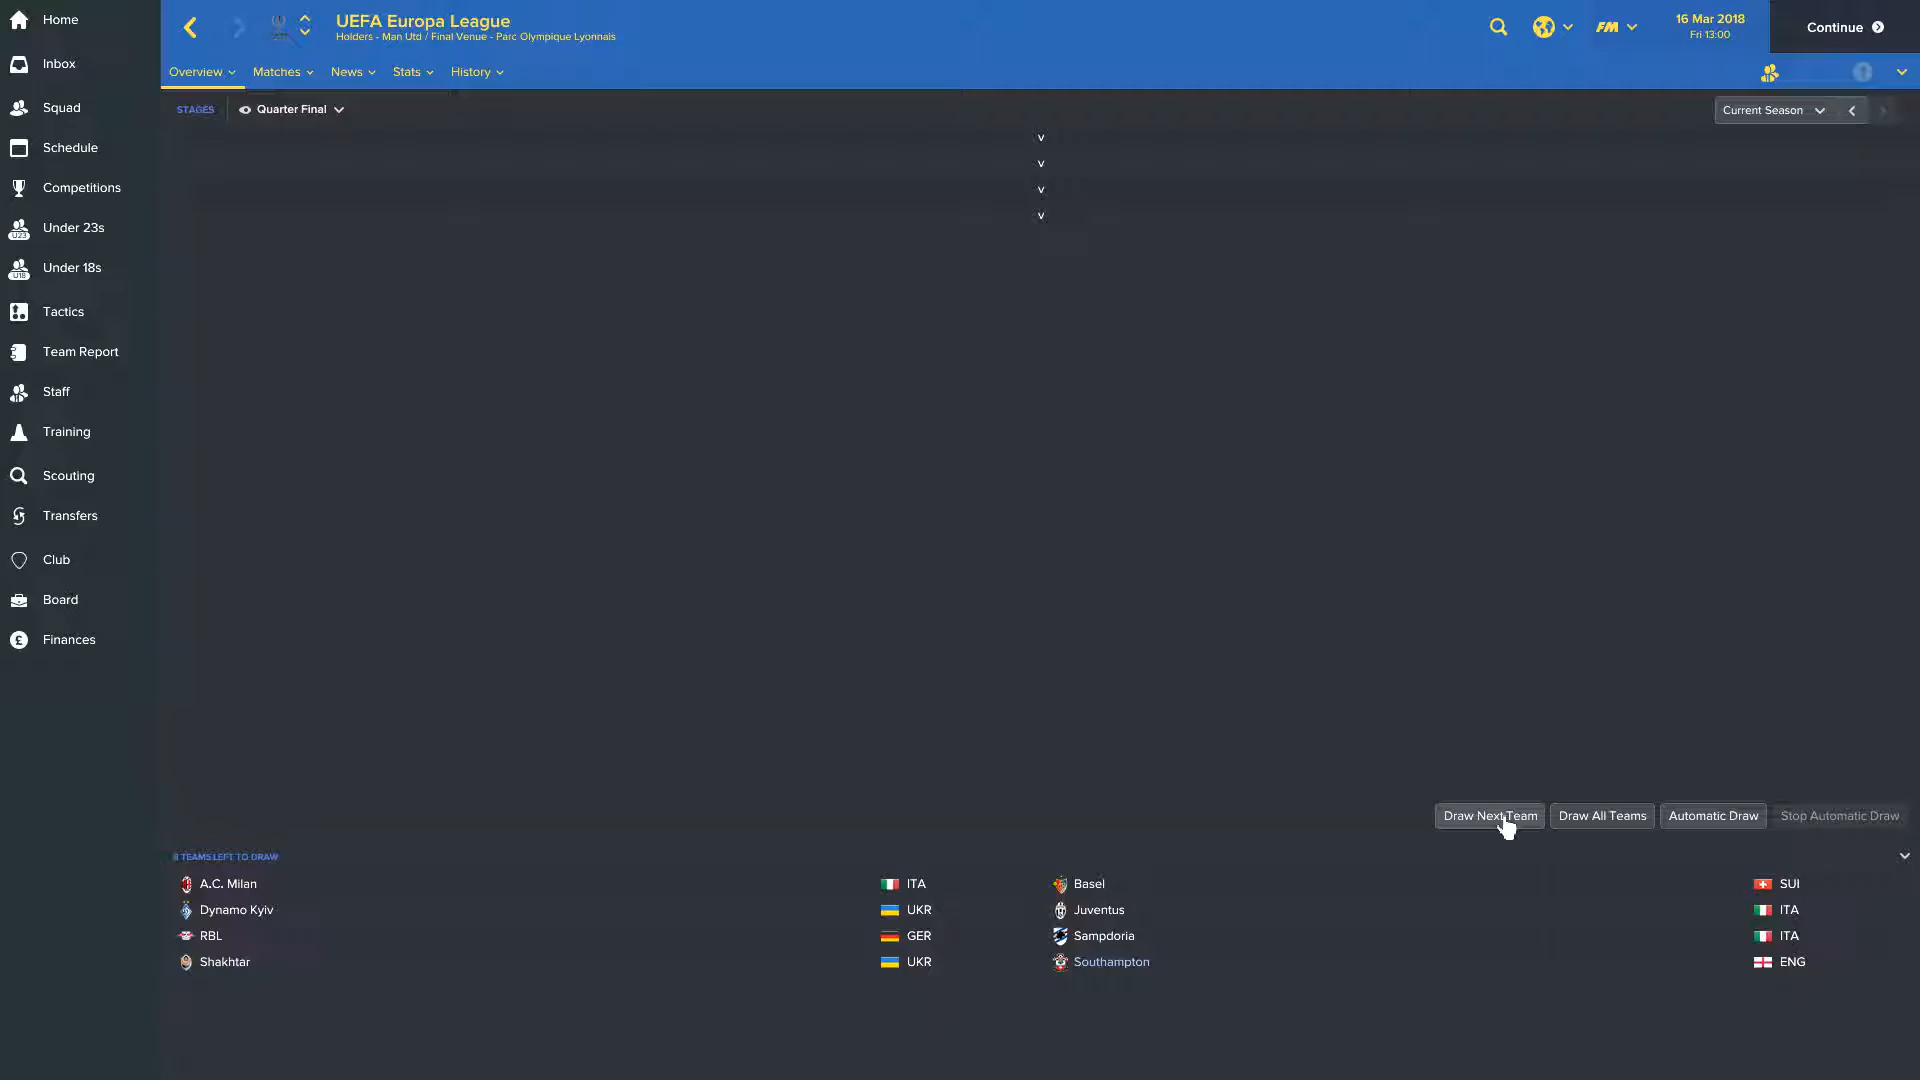 Home
Inbox
Squad
Schedule
Competitions
Under 23s
Under 18s
Tactics
Team Report
Staff
Training
Scouting
Transfers
Club
Board
Finances
UEFA Europa League
Holders - Man Utd / Final Venue - Parc Olympique Lyonnais
FM
16 Mar 2018
Fri 13:00
Continue
Overview
Matches
News
Stats
History
STAGES
Quarter Final
Current Season
v
v
v
v
Draw Next Team
Draw All Teams
Automatic Draw
Stop Automatic Draw
8 TEAMS LEFT TO DRAW
A.C. Milan ITA Basel SUI
Dynamo Kyiv UKR Juventus ITA
RBL GER Sampdoria ITA
Shakhtar UKR Southampton ENG